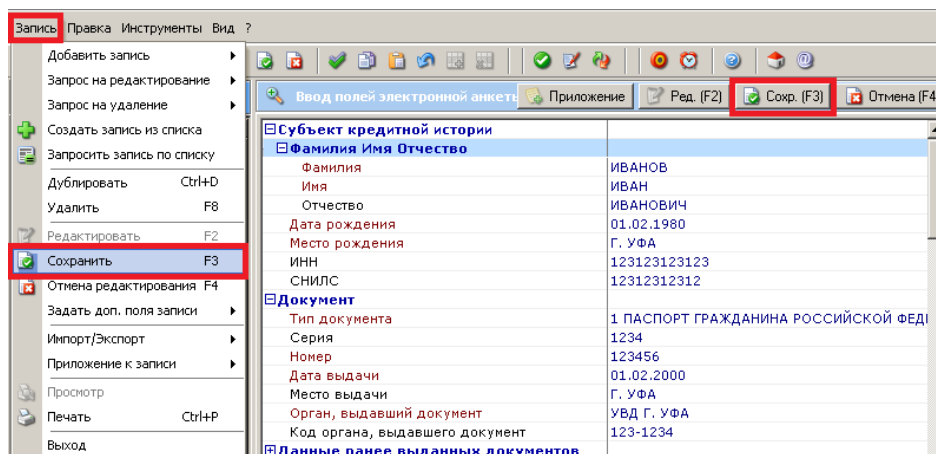 Запись Правка Инструменты Вид ?
Добавить запись
Запрос на редактирование
Запрос на удаление
Создать запись из списка
Запросить запись по списку
Дублировать Ctrl+D
Удалить F8
Редактировать F2
Сохранить F3
Отмена редактирования F4
Задать доп. поля записи
Импорт/Экспорт
Приложение к записи
Просмотр
Печать Ctrl+P
Выход
Ввод полей электронной анкеть Приложение Ред. (F2) Сохр. (F3) Отмена (F4
Субъект кредитной истории
Фамилия Имя Отчество
Фамилия ИВАНОВ
Имя ИВАН
Отчество ИВАНОВИЧ
Дата рождения 01.02.1980
Место рождения Г. УФА
ИНН 123123123123
СНИЛС 12312312312
Документ
Тип документа 1 ПАСПОРТ ГРАЖДАНИНА РОССИЙСКОЙ ФЕДЕ
Серия 1234
Номер 123456
Дата выдачи 01.02.2000
Место выдачи Г. УФА
Орган, выдавший документ УВД Г. УФА
Код органа, выдавшего документ 123-1234
Данные ранее выданных документов